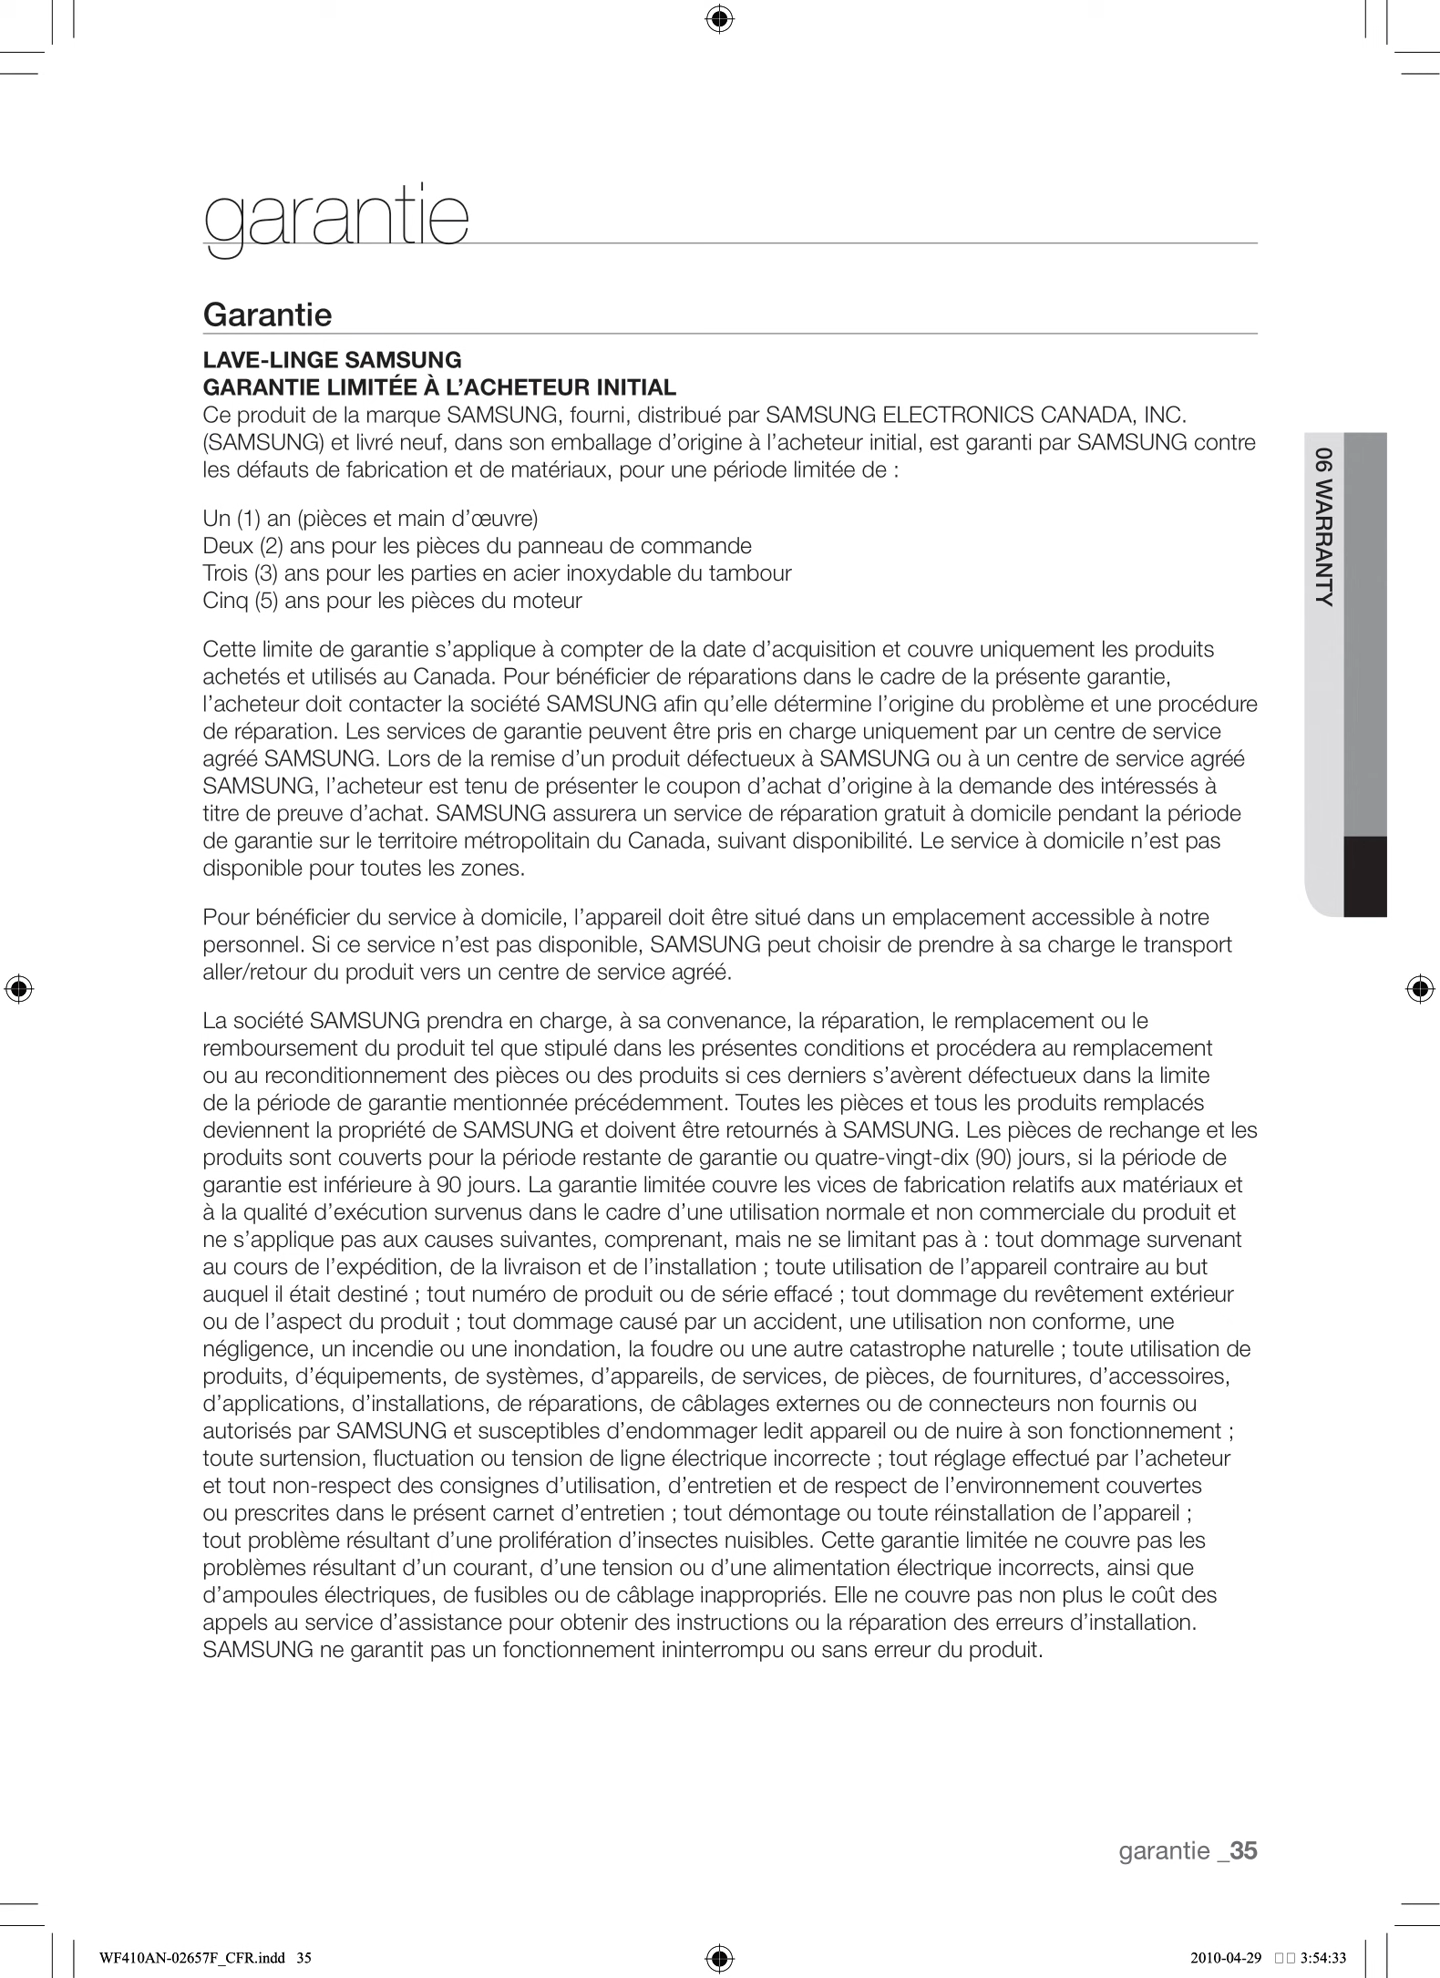 garantie
Garantie
LAVE-LINGE SAMSUNG
GARANTIE LIMITÉE À L’ACHETEUR INITIAL
Ce produit de la marque SAMSUNG, fourni, distribué par SAMSUNG ELECTRONICS CANADA, INC.
(SAMSUNG) et livré neuf, dans son emballage d’origine à l’acheteur initial, est garanti par SAMSUNG contre
les défauts de fabrication et de matériaux, pour une période limitée de :
Un (1) an (pièces et main d’œuvre)
Deux (2) ans pour les pièces du panneau de commande
Trois (3) ans pour les parties en acier inoxydable du tambour
Cinq (5) ans pour les pièces du moteur
Cette limite de garantie s’applique à compter de la date d’acquisition et couvre uniquement les produits
achetés et utilisés au Canada. Pour bénéficier de réparations dans le cadre de la présente garantie,
l’acheteur doit contacter la société SAMSUNG afin qu’elle détermine l’origine du problème et une procédure
de réparation. Les services de garantie peuvent être pris en charge uniquement par un centre de service
agréé SAMSUNG. Lors de la remise d’un produit défectueux à SAMSUNG ou à un centre de service agréé
SAMSUNG, l’acheteur est tenu de présenter le coupon d’achat d’origine à la demande des intéressés à
titre de preuve d’achat. SAMSUNG assurera un service de réparation gratuit à domicile pendant la période
de garantie sur le territoire métropolitain du Canada, suivant disponibilité. Le service à domicile n’est pas
disponible pour toutes les zones.
Pour bénéficier du service à domicile, l’appareil doit être situé dans un emplacement accessible à notre
personnel. Si ce service n’est pas disponible, SAMSUNG peut choisir de prendre à sa charge le transport
aller/retour du produit vers un centre de service agréé.
La société SAMSUNG prendra en charge, à sa convenance, la réparation, le remplacement ou le
remboursement du produit tel que stipulé dans les présentes conditions et procédera au remplacement
ou au reconditionnement des pièces ou des produits si ces derniers s’avèrent défectueux dans la limite
de la période de garantie mentionnée précédemment. Toutes les pièces et tous les produits remplacés
deviennent la propriété de SAMSUNG et doivent être retournés à SAMSUNG. Les pièces de rechange et les
produits sont couverts pour la période restante de garantie ou quatre-vingt-dix (90) jours, si la période de
garantie est inférieure à 90 jours. La garantie limitée couvre les vices de fabrication relatifs aux matériaux et
à la qualité d’exécution survenus dans le cadre d’une utilisation normale et non commerciale du produit et
ne s’applique pas aux causes suivantes, comprenant, mais ne se limitant pas à : tout dommage survenant
au cours de l’expédition, de la livraison et de l’installation ; toute utilisation de l’appareil contraire au but
auquel il était destiné ; tout numéro de produit ou de série effacé ; tout dommage du revêtement extérieur
ou de l’aspect du produit ; tout dommage causé par un accident, une utilisation non conforme, une
négligence, un incendie ou une inondation, la foudre ou une autre catastrophe naturelle ; toute utilisation de
produits, d’équipements, de systèmes, d’appareils, de services, de pièces, de fournitures, d’accessoires,
d’applications, d’installations, de réparations, de câblages externes ou de connecteurs non fournis ou
autorisés par SAMSUNG et susceptibles d’endommager ledit appareil ou de nuire à son fonctionnement ;
toute surtension, fluctuation ou tension de ligne électrique incorrecte ; tout réglage effectué par l’acheteur
et tout non-respect des consignes d’utilisation, d’entretien et de respect de l’environnement couvertes
ou prescrites dans le présent carnet d’entretien ; tout démontage ou toute réinstallation de l’appareil ;
tout problème résultant d’une prolifération d’insectes nuisibles. Cette garantie limitée ne couvre pas les
problèmes résultant d’un courant, d’une tension ou d’une alimentation électrique incorrects, ainsi que
d’ampoules électriques, de fusibles ou de câblage inappropriés. Elle ne couvre pas non plus le coût des
appels au service d’assistance pour obtenir des instructions ou la réparation des erreurs d’installation.
SAMSUNG ne garantit pas un fonctionnement ininterrompu ou sans erreur du produit.
06 WARRANTY
garantie _35
WF410AN-02657F_CFR.indd 35
2010-04-29 □□ 3:54:33